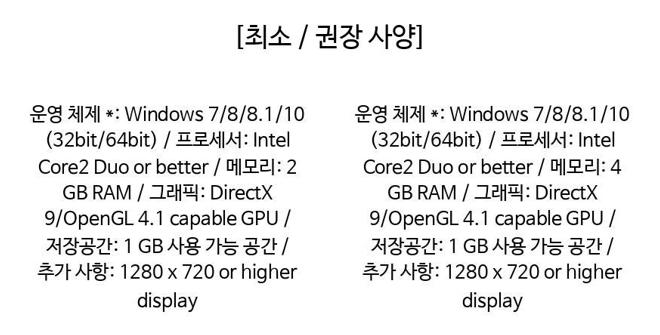 [최소 / 권장 사양]
운영 체제 *: Windows 7/8/8.1/10
(32bit/64bit) / 프로세서: Intel
Core2 Duo or better / 메모리: 2
GB RAM / 그래픽: DirectX
9/OpenGL 4.1 capable GPU /
저장공간: 1 GB 사용 가능 공간 /
추가 사항: 1280 x 720 or higher
display
운영 체제 *: Windows 7/8/8.1/10
(32bit/64bit) / 프로세서: Intel
Core2 Duo or better / 메모리: 4
GB RAM / 그래픽: DirectX
9/OpenGL 4.1 capable GPU /
저장공간: 1 GB 사용 가능 공간 /
추가 사항: 1280 x 720 or higher
display